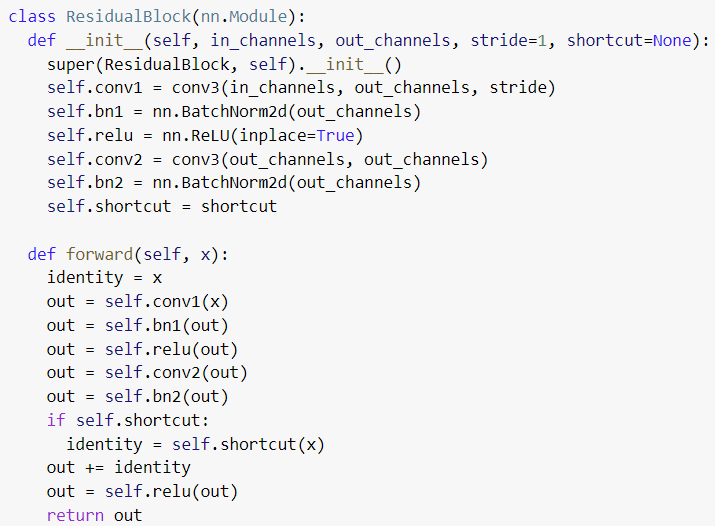 class ResidualBlock(nn.Module):
  def __init__(self, in_channels, out_channels, stride=1, shortcut=None):
    super(ResidualBlock, self).__init__()
    self.conv1 = conv3(in_channels, out_channels, stride)
    self.bn1 = nn.BatchNorm2d(out_channels)
    self.relu = nn.ReLU(inplace=True)
    self.conv2 = conv3(out_channels, out_channels)
    self.bn2 = nn.BatchNorm2d(out_channels)
    self.shortcut = shortcut

  def forward(self, x):
    identity = x
    out = self.conv1(x)
    out = self.bn1(out)
    out = self.relu(out)
    out = self.conv2(out)
    out = self.bn2(out)
    if self.shortcut:
      identity = self.shortcut(x)
    out += identity
    out = self.relu(out)
    return out